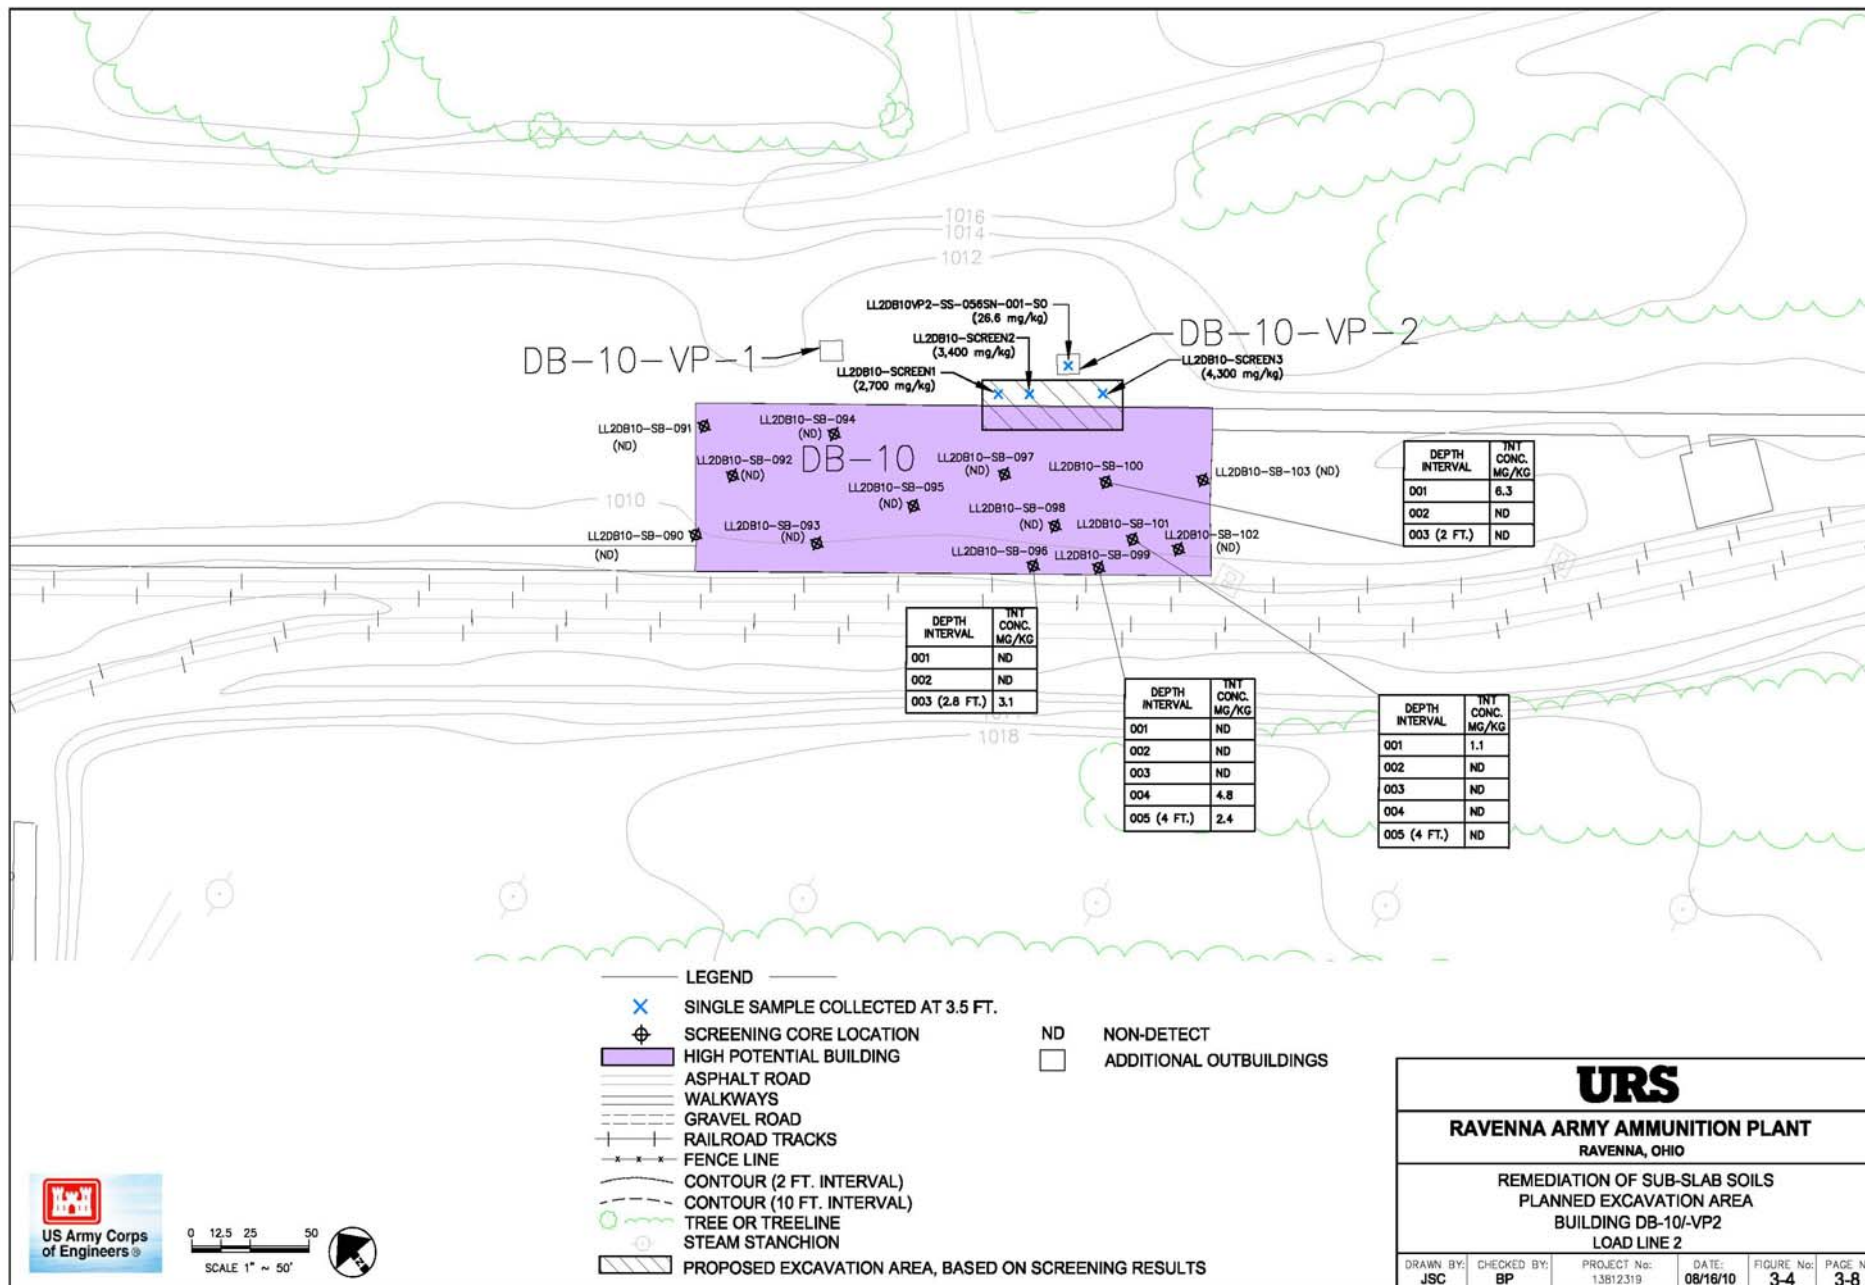 1016
1014
1012
LL2DB10VP2-SS-056SN-001-SO
(26.6 mg/kg)
DB-10-VP-2
DB-10-VP-1
LL2DB10-SCREEN2
(3,400 mg/kg)
LL2DB10-SCREEN1
(2,700 mg/kg)
LL2DB10-SCREEN3
(4,300 mg/kg)
LL2DB10-SB-091
(ND)
LL2DB10-SB-094
(ND)
DB-10
LL2DB10-SB-092
(ND)
LL2DB10-SB-097
(ND)
LL2DB10-SB-100
LL2DB10-SB-103 (ND)
LL2DB10-SB-095
(ND)
1010
LL2DB10-SB-098
(ND)
LL2DB10-SB-093
(ND)
LL2DB10-SB-090
(ND)
LL2DB10-SB-101
LL2DB10-SB-102
(ND)
LL2DB10-SB-096
LL2DB10-SB-099
DEPTH INTERVAL TNT CONC. MG/KG
001 6.3
002 ND
003 (2 FT.) ND
DEPTH INTERVAL TNT CONC. MG/KG
001 ND
002 ND
003 (2.8 FT.) 3.1
DEPTH INTERVAL TNT CONC. MG/KG
001 ND
002 ND
003 ND
004 4.8
005 (4 FT.) 2.4
DEPTH INTERVAL TNT CONC. MG/KG
001 1.1
002 ND
003 ND
004 ND
005 (4 FT.) ND
1018
LEGEND
SINGLE SAMPLE COLLECTED AT 3.5 FT.
SCREENING CORE LOCATION
HIGH POTENTIAL BUILDING
ASPHALT ROAD
WALKWAYS
GRAVEL ROAD
RAILROAD TRACKS
FENCE LINE
CONTOUR (2 FT. INTERVAL)
CONTOUR (10 FT. INTERVAL)
TREE OR TREELINE
STEAM STANCHION
PROPOSED EXCAVATION AREA, BASED ON SCREENING RESULTS
ND NON-DETECT
ADDITIONAL OUTBUILDINGS
US Army Corps
of Engineers ®
0 12.5 25 50
SCALE 1" ~ 50'
URS
RAVENNA ARMY AMMUNITION PLANT
RAVENNA, OHIO
REMEDIATION OF SUB-SLAB SOILS
PLANNED EXCAVATION AREA
BUILDING DB-10/-VP2
LOAD LINE 2
DRAWN BY: JSC
CHECKED BY: BP
PROJECT No: 13812319
DATE: 08/16/10
FIGURE No: 3-4
PAGE N 3-8